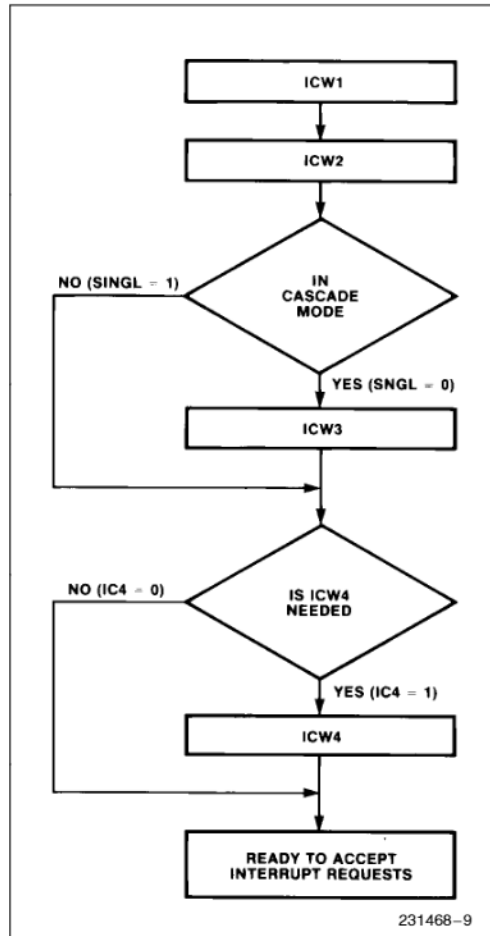 ICW1
ICW2
IN
CASCADE
MODE
NO (SINGL = 1)
YES (SNGL = 0)
ICW3
IS ICW4
NEEDED
NO (IC4 = 0)
YES (IC4 = 1)
ICW4
READY TO ACCEPT
INTERRUPT REQUESTS
231468–9